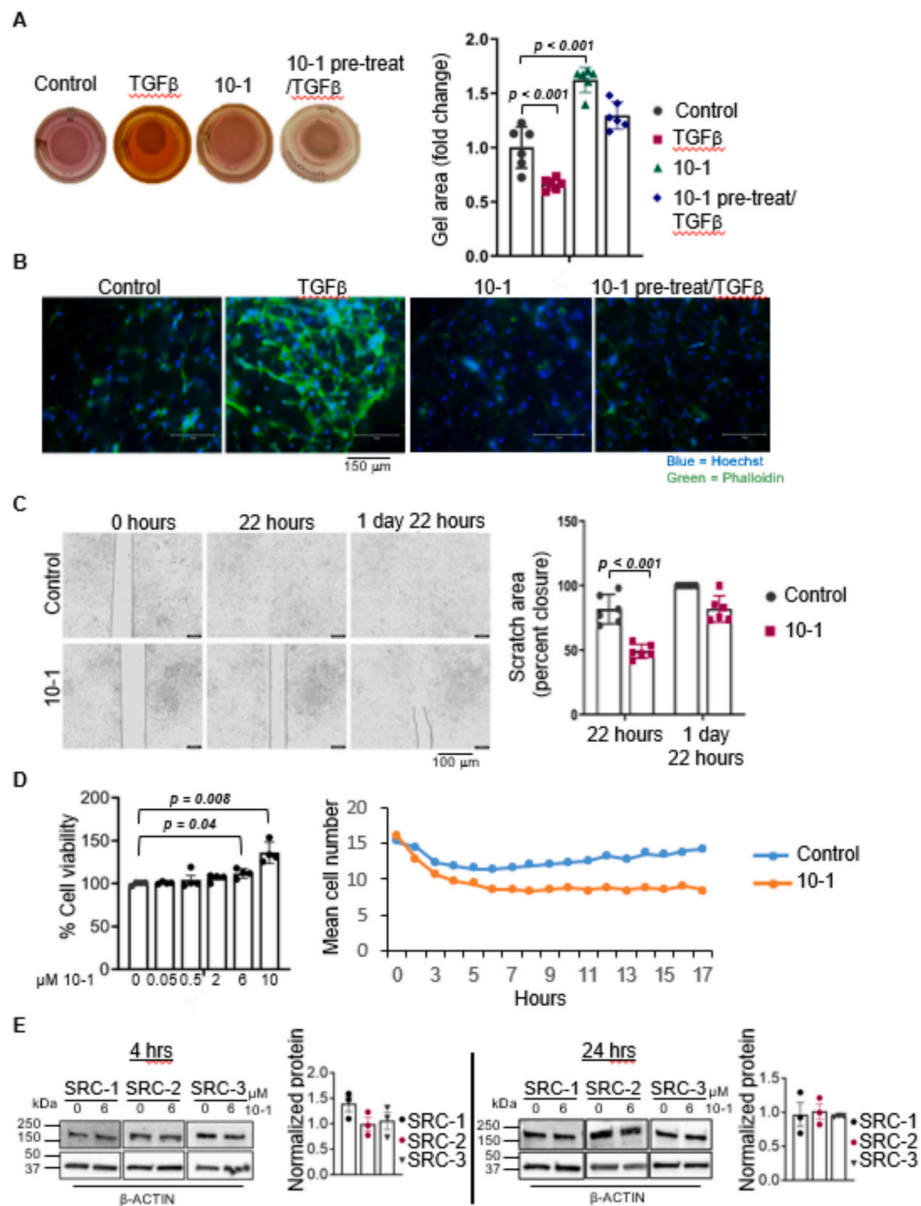 A
Control
TGFβ
10-1
10-1 pre-treat
/TGFβ
Gel area (fold change)
2.0
1.5
1.0
0.5
0.0
p < 0.001
p < 0.001
Control
TGFβ
10-1
10-1 pre-treat/
TGFβ
B
Control
TGFβ
10-1
10-1 pre-treat/TGFβ
150 µm
Blue = Hoechst
Green = Phalloidin
C
0 hours
22 hours
1 day 22 hours
Control
10-1
100 µm
Scratch area
(percent closure)
150
100
50
0
p < 0.001
22 hours
1 day
22 hours
Control
10-1
D
% Cell viability
200
150
100
50
0
p = 0.008
p = 0.04
µM 10-1
0 0.05 0.5 2 6 10
Mean cell number
20
15
10
5
0
0 3 5 7 9 11 13 15 17
Hours
Control
10-1
E
4 hrs
SRC-1 SRC-2 SRC-3
µM
kDa 0 6 0 6 0 6 10-1
250
150
50
37
β-ACTIN
Normalized protein
2.0
1.5
1.0
0.5
0.0
SRC-1
SRC-2
SRC-3
24 hrs
SRC-1 SRC-2 SRC-3
µM
kDa 0 6 0 6 0 6 10-1
250
150
50
37
β-ACTIN
Normalized protein
1.5
1.0
0.5
0.0
SRC-1
SRC-2
SRC-3